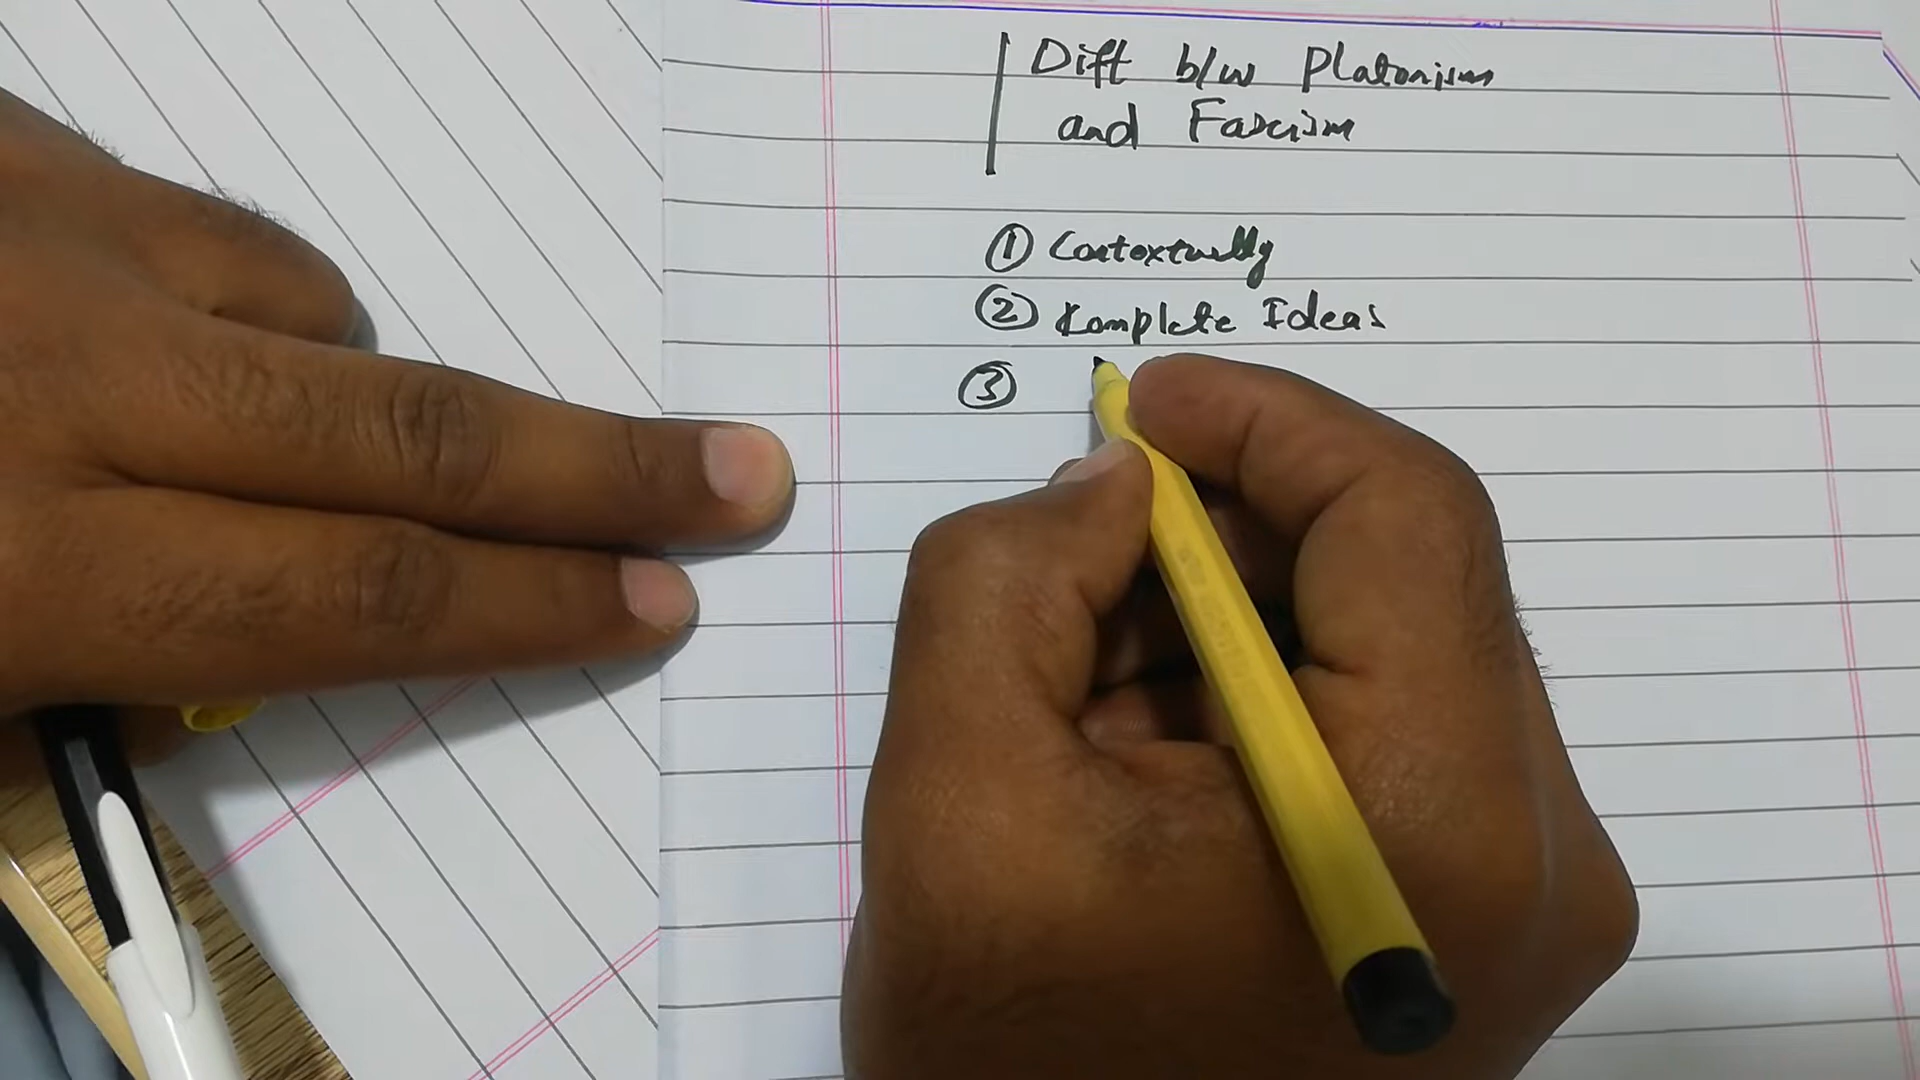 Diff b/w Platonism
and Fascism
① Contextually
② Komplete Ideas
③